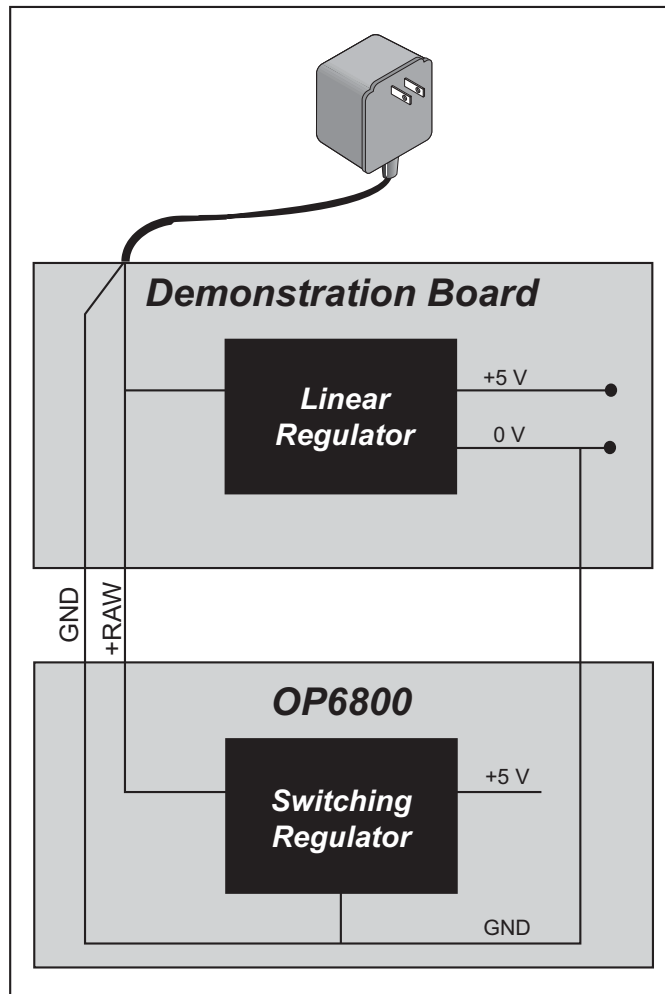 Demonstration Board
Linear
Regulator
+5 V
0 V
GND
+RAW
OP6800
Switching
Regulator
+5 V
GND